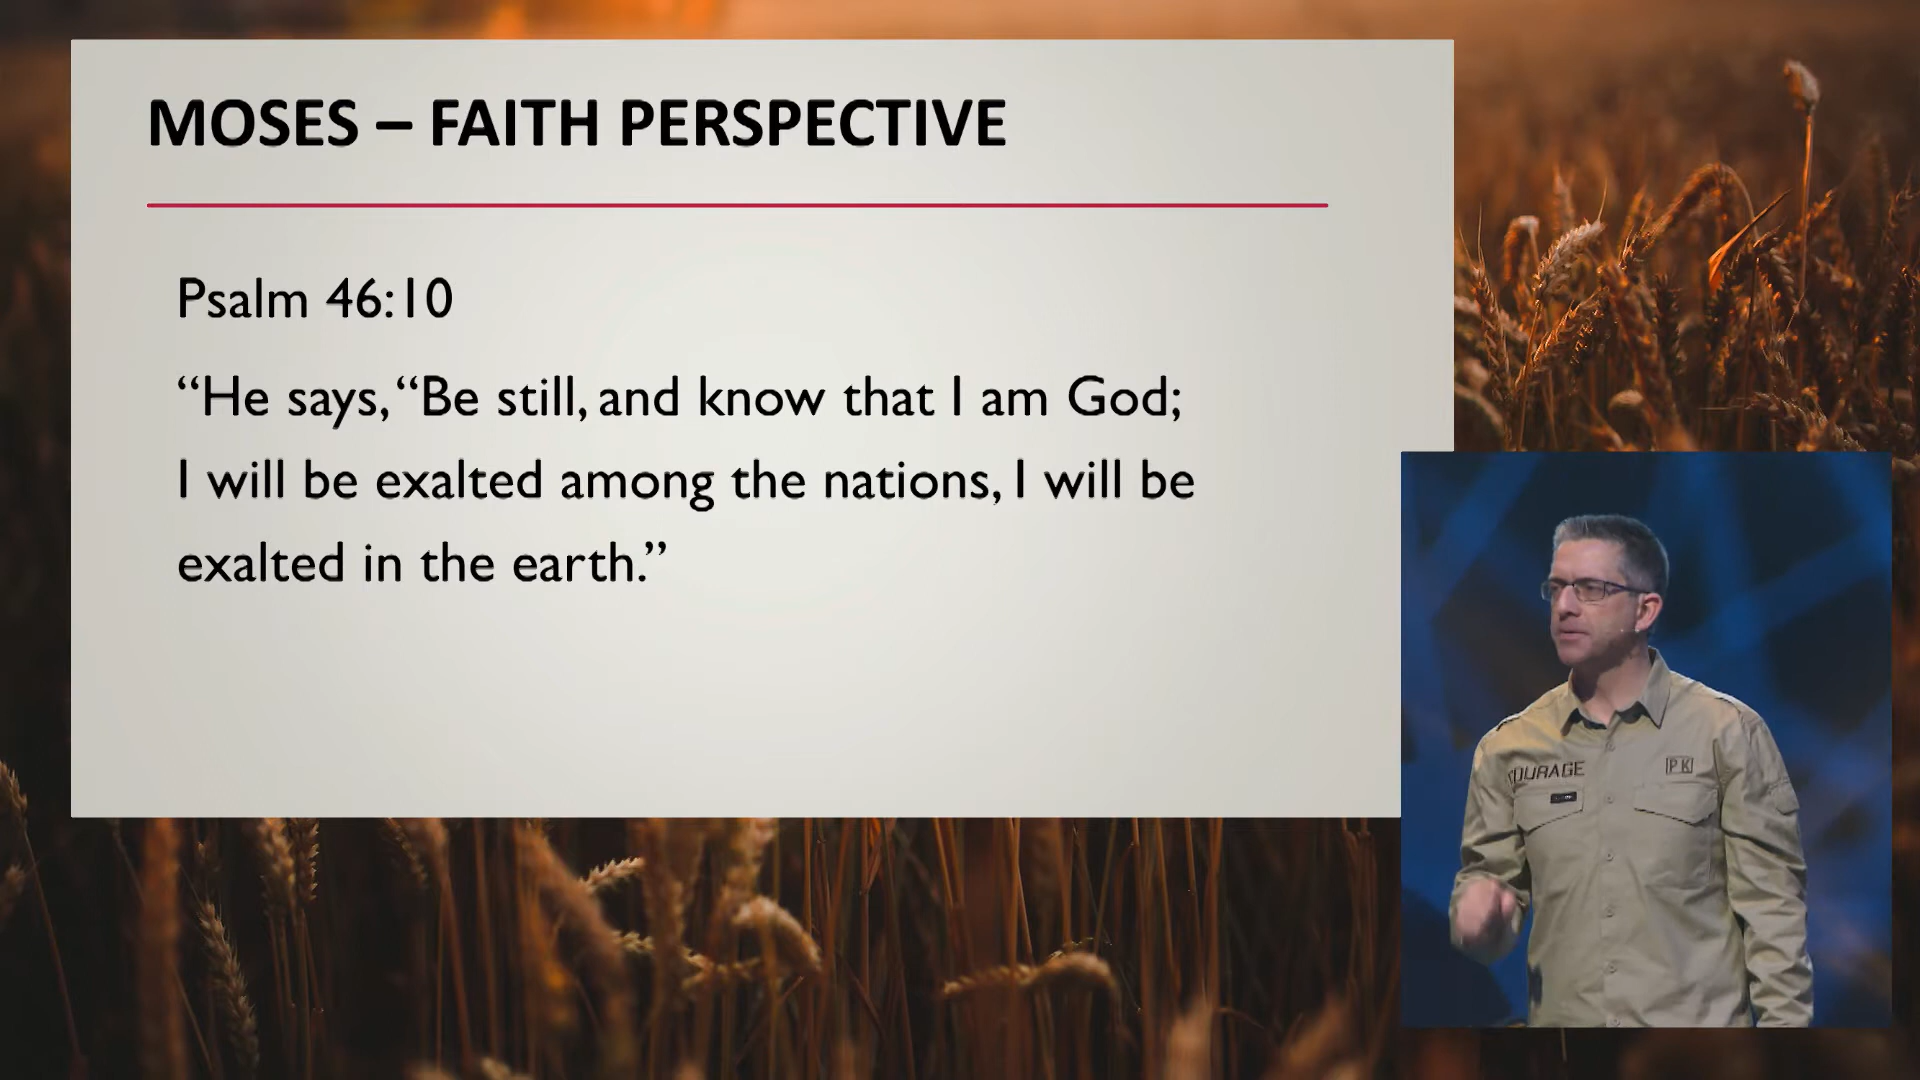 MOSES – FAITH PERSPECTIVE
Psalm 46:10
“He says, “Be still, and know that I am God;
I will be exalted among the nations, I will be
exalted in the earth.”
OURAGE
PK